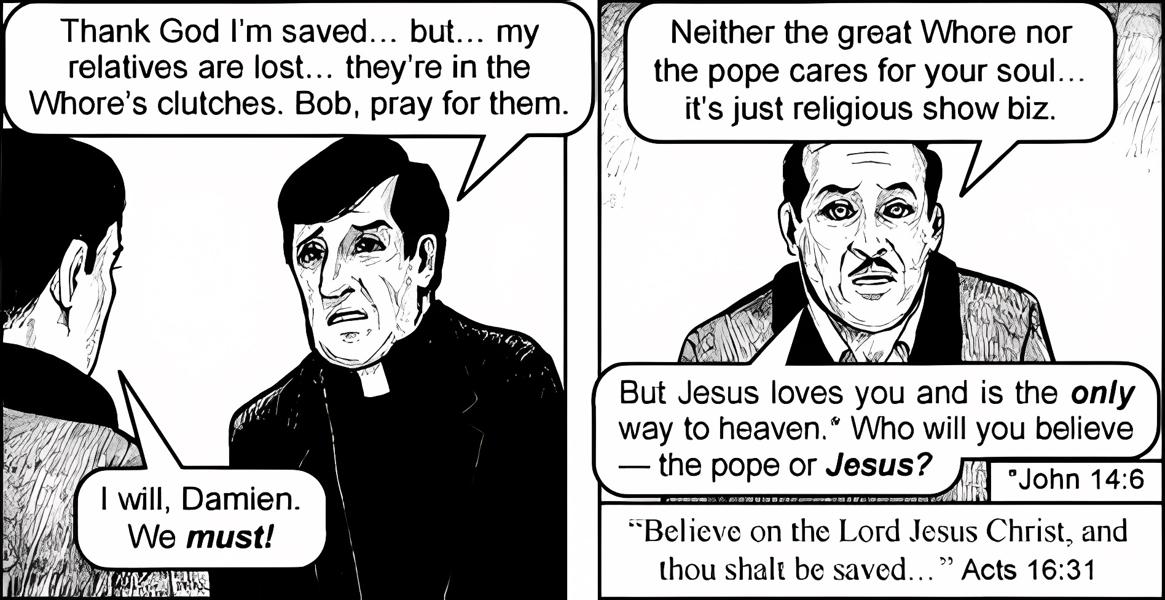 Thank God I'm saved... but... my
relatives are lost... they're in the
Whore's clutches. Bob, pray for them.
I will, Damien.
We must!
Neither the great Whore nor
the pope cares for your soul...
it's just religious show biz.
But Jesus loves you and is the only
way to heaven.* Who will you believe
— the pope or Jesus?
*John 14:6
“Believe on the Lord Jesus Christ, and
thou shalt be saved...” Acts 16:31